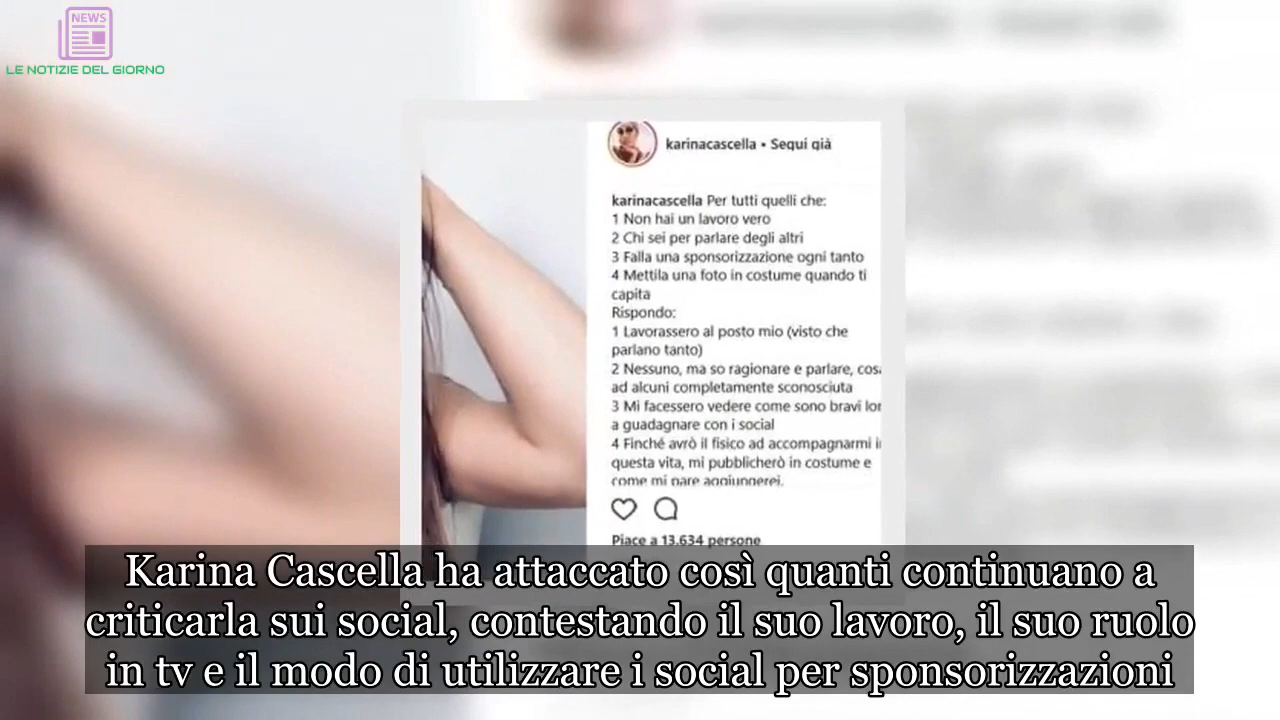 NEWS
LE NOTIZIE DEL GIORNO
karinacascella • Segui già
karinacascella Per tutti quelli che:
1 Non hai un lavoro vero
2 Chi sei per parlare degli altri
3 Falla una sponsorizzazione ogni tanto
4 Mettila una foto in costume quando ti
capita
Rispondo:
1 Lavorassero al posto mio (visto che
parlano tanto)
2 Nessuno, ma so ragionare e parlare, cosa
ad alcuni completamente sconosciuta
3 Mi facessero vedere come sono bravi lor
a guadagnare con i social
4 Finché avrò il fisico ad accompagnarmi i
questa vita, mi pubblicherò in costume e
come mi pare aggiungerei.
Piace a 13.634 persone
Karina Cascella ha attaccato così quanti continuano a
criticarla sui social, contestando il suo lavoro, il suo ruolo
in tv e il modo di utilizzare i social per sponsorizzazioni